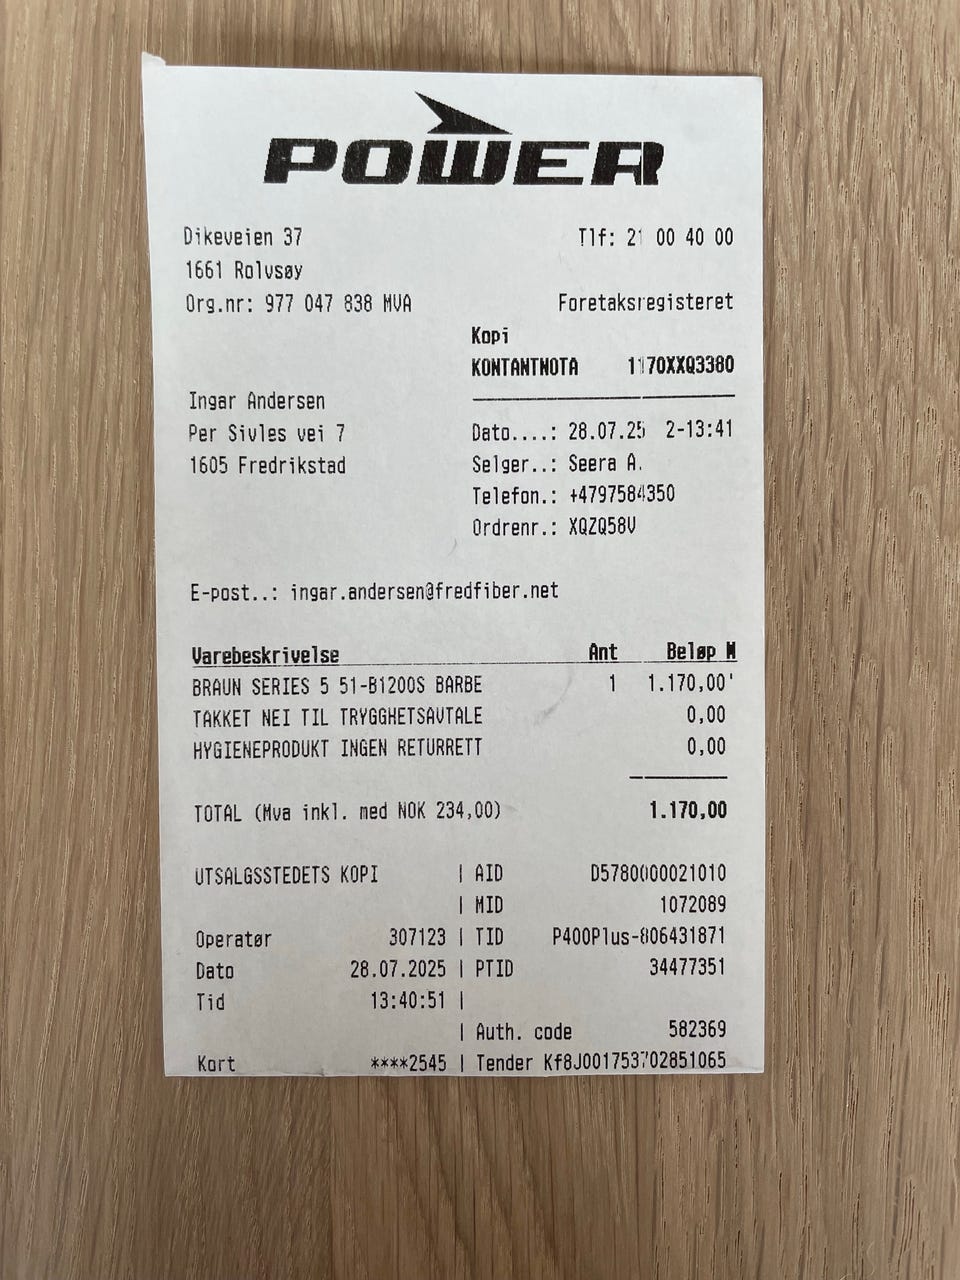 POWER
Dikeveien 37 Tlf: 21 00 40 00
1661 Rolvsøy
Org.nr: 977 047 838 MVA Foretaksregisteret
Kopi
KONTANTNOTA 1170XXQ3380
Ingar Andersen
Per Sivles vei 7 Dato....: 28.07.25 2-13:41
1605 Fredrikstad Selger..: Seera A.
Telefon.: +4797584350
Ordrenr.: XQZQ58V
E-post..: ingar.andersen@fredfiber.net
Varebeskrivelse Ant Beløp M
BRAUN SERIES 5 51-B1200S BARBE 1 1.170,00'
TAKKET NEI TIL TRYGGHETSAVTALE 0,00
HYGIENEPRODUKT INGEN RETURRETT 0,00
TOTAL (Mva inkl. med NOK 234,00) 1.170,00
UTSALGSSTEDETS KOPI | AID D5780000021010
| MID 1072089
Operatør 307123 | TID P400Plus-806431871
Dato 28.07.2025 | PTID 34477351
Tid 13:40:51 |
| Auth. code 582369
Kort ****2545 | Tender Kf8J001753702851065